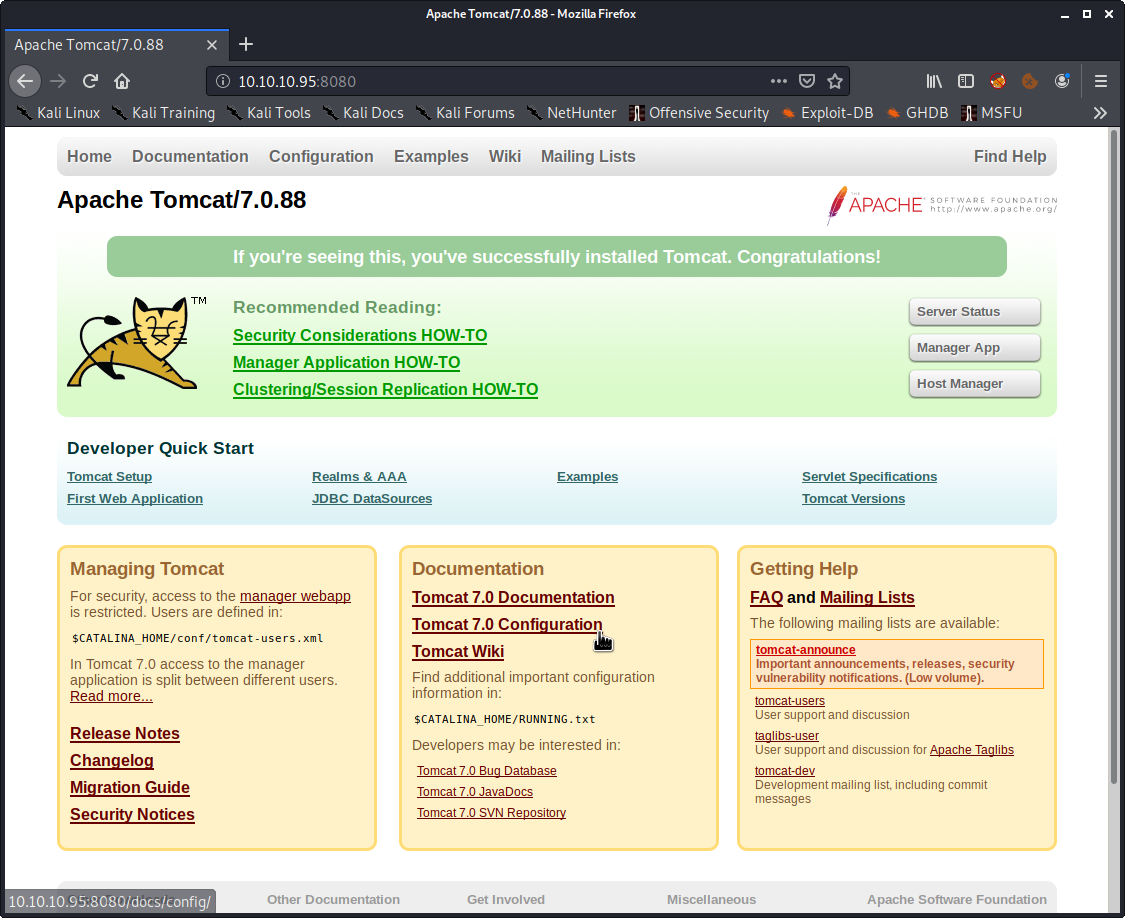 Apache Tomcat/7.0.88 - Mozilla Firefox
Apache Tomcat/7.0.88
10.10.10.95:8080
Kali Linux Kali Training Kali Tools Kali Docs Kali Forums NetHunter Offensive Security Exploit-DB GHDB MSFU
Home Documentation Configuration Examples Wiki Mailing Lists Find Help
Apache Tomcat/7.0.88
THE APACHE SOFTWARE FOUNDATION
http://www.apache.org/
If you're seeing this, you've successfully installed Tomcat. Congratulations!
TM
Recommended Reading:
Security Considerations HOW-TO
Manager Application HOW-TO
Clustering/Session Replication HOW-TO
Server Status
Manager App
Host Manager
Developer Quick Start
Tomcat Setup Realms & AAA Examples Servlet Specifications
First Web Application JDBC DataSources Tomcat Versions
Managing Tomcat
For security, access to the manager webapp
is restricted. Users are defined in:
$CATALINA_HOME/conf/tomcat-users.xml
In Tomcat 7.0 access to the manager
application is split between different users.
Read more...
Release Notes
Changelog
Migration Guide
Security Notices
Documentation
Tomcat 7.0 Documentation
Tomcat 7.0 Configuration
Tomcat Wiki
Find additional important configuration
information in:
$CATALINA_HOME/RUNNING.txt
Developers may be interested in:
Tomcat 7.0 Bug Database
Tomcat 7.0 JavaDocs
Tomcat 7.0 SVN Repository
Getting Help
FAQ and Mailing Lists
The following mailing lists are available:
tomcat-announce
Important announcements, releases, security
vulnerability notifications. (Low volume).
tomcat-users
User support and discussion
taglibs-user
User support and discussion for Apache Taglibs
tomcat-dev
Development mailing list, including commit
messages
Other Documentation Get Involved Miscellaneous Apache Software Foundation
10.10.10.95:8080/docs/config/